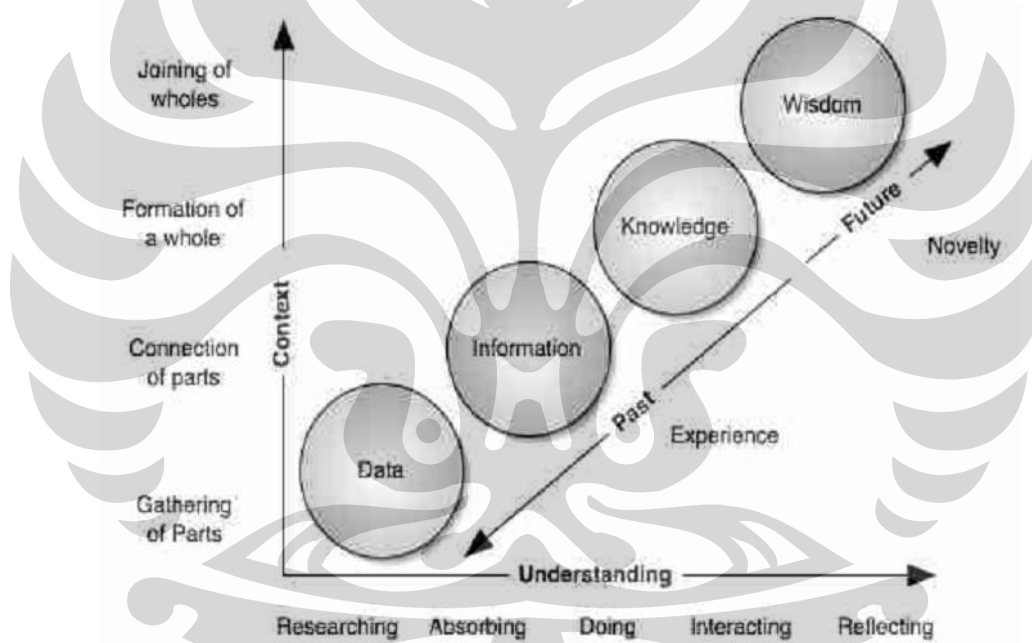 Joining of
wholes
Wisdom
Formation of
a whole
Knowledge
Future
Novelty
Context
Connection
of parts
Information
Past
Experience
Data
Gathering
of Parts
Understanding
Researching Absorbing Doing Interacting Reflecting